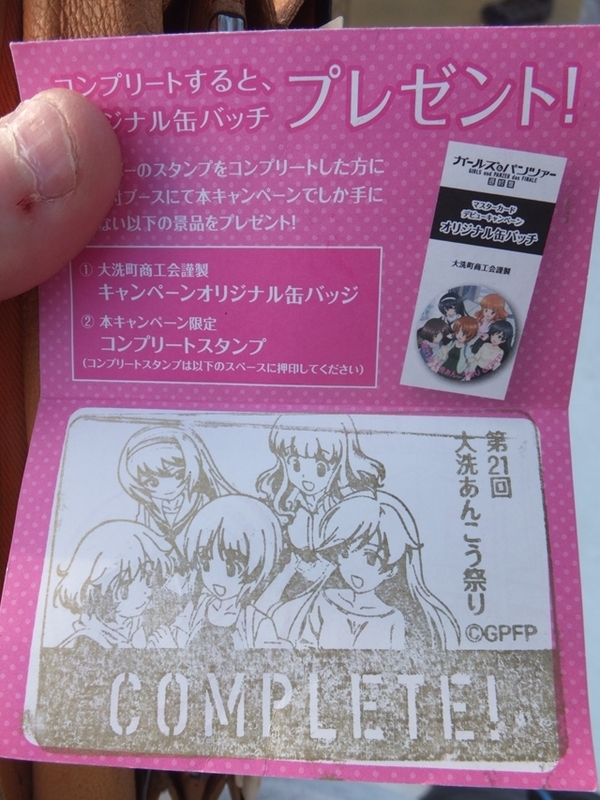 コンプリートすると、
ジナル缶バッチ プレゼント!
ーのスタンプをコンプリートした方に
ブースにて本キャンペーンでしか手に
ない以下の景品をプレゼント!
① 大洗町商工会謹製
キャンペーンオリジナル缶バッジ
② 本キャンペーン限定
コンプリートスタンプ
(コンプリートスタンプは以下のスペースに押印してください)
ガールズ&パンツァー
GIRLS und PANZER das FINALE
最終章
マスターカード
デビューキャンペーン
オリジナル缶バッチ
大洗町商工会謹製
第21回
大洗あんこう祭り
©GPFP
COMPLETE!